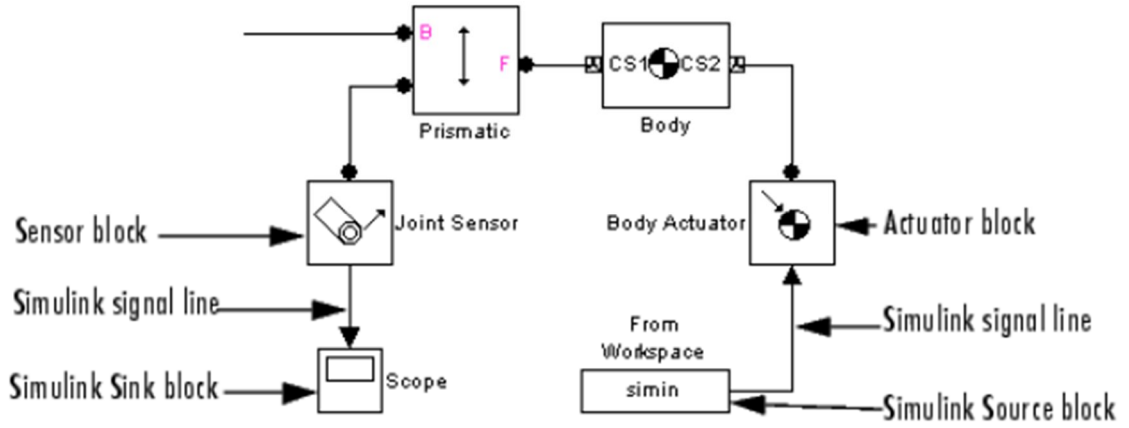 B
F
Prismatic
CS1
CS2
Body
Sensor block
Joint Sensor
Body Actuator
Actuator block
Simulink signal line
Simulink signal line
From
Workspace
simin
Simulink Sink block
Scope
Simulink Source block